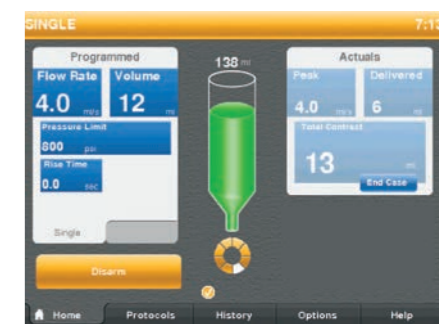 SINGLE 7:13
Programmed
Flow Rate Volume
4.0 ml/s 12 ml
Pressure Limit
800 psi
Rise Time
0.0 sec
Single
Disarm
138 ml
Actuals
Peak Delivered
4.0 ml/s 6 ml
Total Contrast
13 ml
End Case
Home Protocols History Options Help